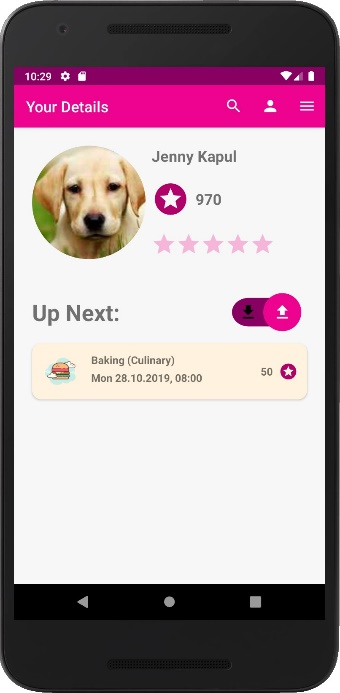 10:29
Your Details
Jenny Kapul
970
Up Next:
Baking (Culinary)
Mon 28.10.2019, 08:00
50